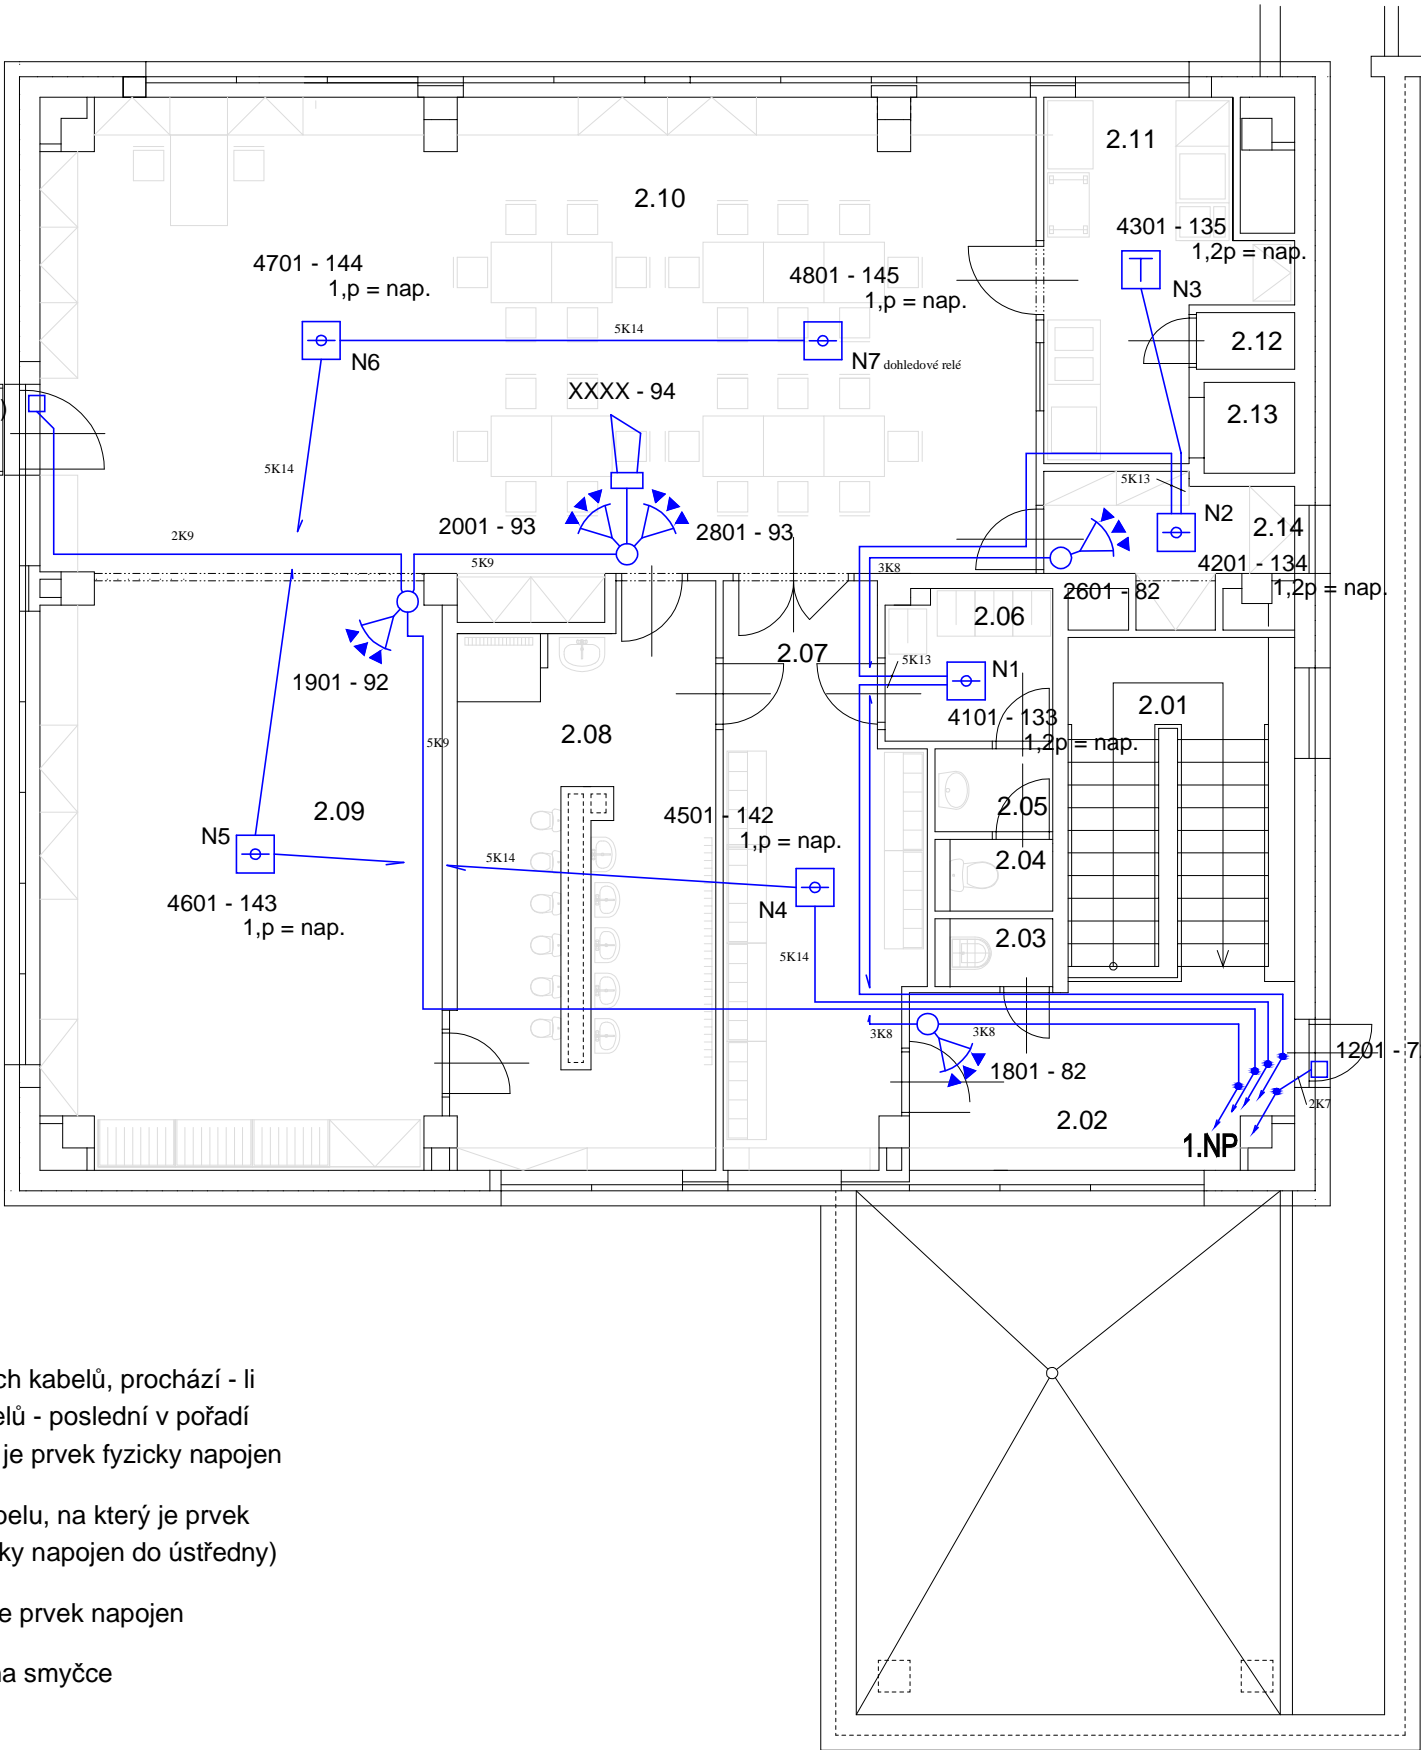 2.11
2.10
4301 - 135
1,2p = nap.
4701 - 144
1,p = nap.
4801 - 145
1,p = nap.
N3
5K14
N6
N7 dohledové relé
2.12
XXXX - 94
)
2.13
5K14
5K13
2001 - 93
2801 - 93
N2
2.14
2K9
5K9
3K8
4201 - 134
2601 - 82
1,2p = nap.
2.06
2.07
5K13
N1
1901 - 92
2.01
4101 - 133
1,2p = nap.
5K9
2.08
2.09
4501 - 142
1,p = nap.
2.05
N5
5K14
2.04
4601 - 143
1,p = nap.
N4
2.03
5K14
3K8
3K8
1801 - 82
1201 - 7
2K7
2.02
1.NP
ch kabelů, prochází - li
elů - poslední v pořadí
je prvek fyzicky napojen
belu, na který je prvek
ky napojen do ústředny)
e prvek napojen
na smyčce